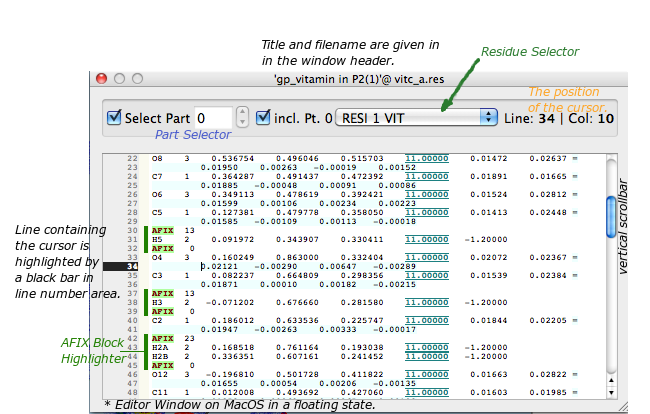 Title and filename are given in
in the window header.
Residue Selector
'gp_vitamin in P2(1)'@ vitc_a.res
The position
of the cursor.
Select Part 0 incl. Pt. 0 RESI 1 VIT Line: 34 | Col: 10
Part Selector
22 O8 3 0.536754 0.496046 0.515703 11.00000 0.01472 0.02637 =
23 0.01950 0.00263 -0.00019 0.00152
24 C7 1 0.364287 0.491437 0.472392 11.00000 0.01891 0.01665 =
25 0.01885 -0.00048 0.00091 0.00086
26 O6 3 0.349113 0.478619 0.392421 11.00000 0.01524 0.02812 =
27 0.01599 0.00106 0.00234 0.00223
28 C5 1 0.127381 0.479778 0.358050 11.00000 0.01413 0.02448 =
29 0.01585 -0.00109 0.00113 -0.00018
30 AFIX 13
31 H5 2 0.091972 0.343907 0.330411 11.00000 -1.20000
32 AFIX 0
33 O4 3 0.160249 0.863000 0.332404 11.00000 0.02072 0.02367 =
34 0.02121 -0.00290 0.00647 -0.00289
35 C3 1 0.082237 0.664809 0.298356 11.00000 0.01539 0.02384 =
36 0.01871 0.00010 0.00182 -0.00215
37 AFIX 13
38 H3 2 -0.071202 0.676660 0.281580 11.00000 -1.20000
39 AFIX 0
40 C2 1 0.186012 0.633536 0.225747 11.00000 0.01844 0.02205 =
41 0.01947 -0.00263 0.00333 -0.00017
42 AFIX 23
43 H2A 2 0.168518 0.761164 0.193038 11.00000 -1.20000
44 H2B 2 0.336351 0.607161 0.241452 11.00000 -1.20000
45 AFIX 0
46 O12 3 -0.196810 0.501728 0.411822 11.00000 0.01663 0.02822 =
47 0.01655 0.00054 0.00206 -0.00135
48 C11 1 0.012008 0.493692 0.427060 11.00000 0.01603 0.01985 =
Line containing
the cursor is
highlighted by
a black bar in
line number area.
AFIX Block
Highlighter
vertical scrollbar
* Editor Window on MacOS in a floating state.